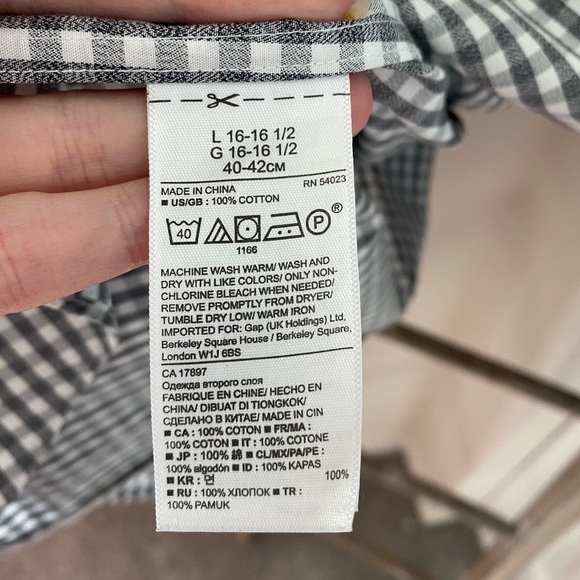 L 16-16 1/2
G 16-16 1/2
40-42CM
MADE IN CHINA RN 54023
■ US/GB : 100% COTTON
40 P ®
1166
MACHINE WASH WARM/ WASH AND
DRY WITH LIKE COLORS/ ONLY NON-
CHLORINE BLEACH WHEN NEEDED/
REMOVE PROMPTLY FROM DRYER/
TUMBLE DRY LOW/ WARM IRON
IMPORTED FOR: Gap (UK Holdings) Ltd,
Berkeley Square House / Berkeley Square,
London W1J 6BS
CA 17897
Одежда второго слоя
FABRIQUE EN CHINE/ HECHO EN
CHINA/ DIBUAT DI TIONGKOK/
СДЕЛАНО В КИТАЕ/ MADE IN CIN
■ CA : 100% COTON ■ FR/MA :
100% COTON ■ IT : 100% COTONE
■ JP : 100% 綿 ■ CL/MX/PA/PE :
100% algodón ■ ID : 100% KAPAS
■ KR : 면 100%
■ RU : 100% ХЛОПОК ■ TR :
100% PAMUK